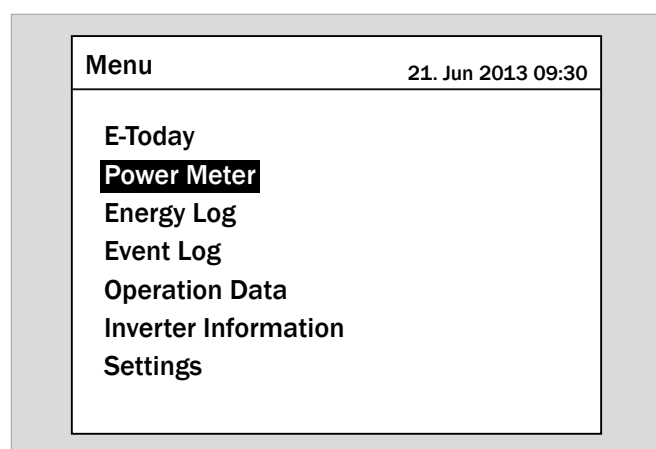 Menu
21. Jun 2013 09:30
E-Today
Power Meter
Energy Log
Event Log
Operation Data
Inverter Information
Settings